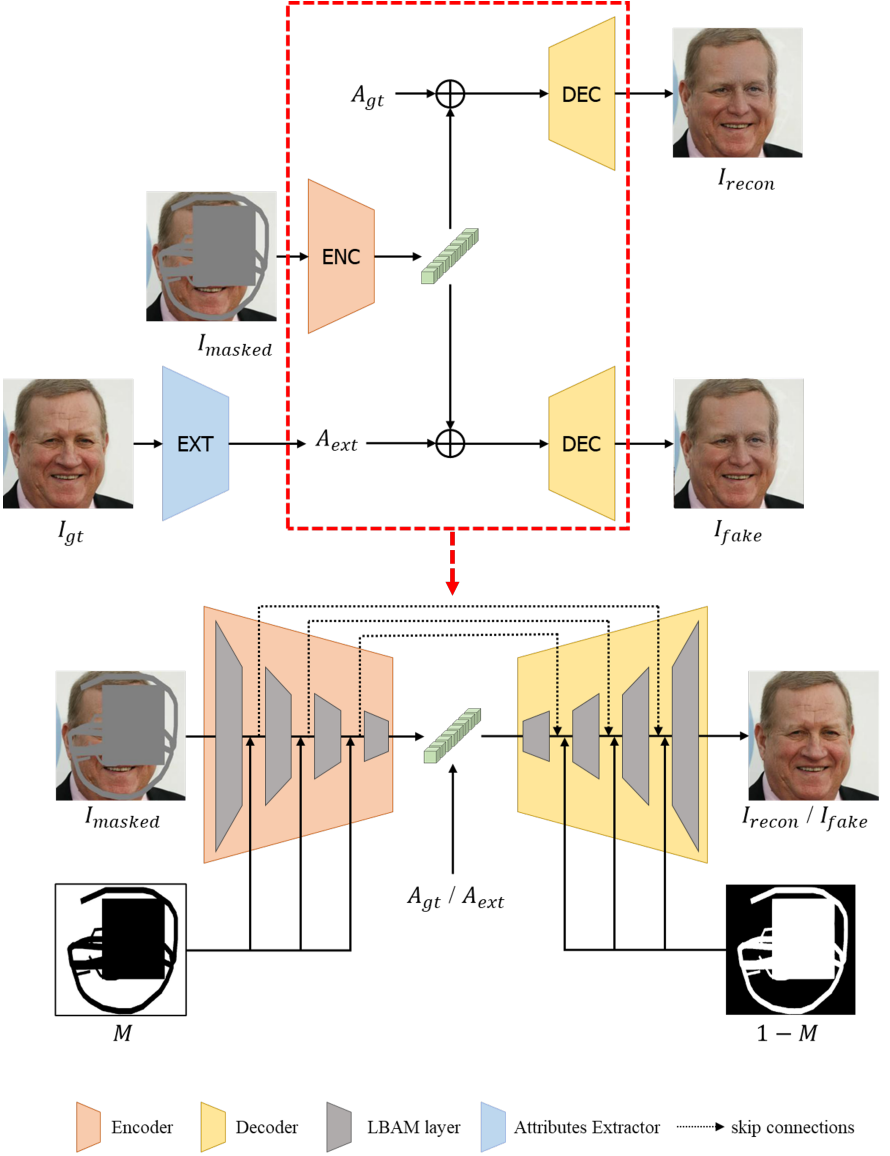 A_gt
DEC
I_recon
ENC
I_masked
EXT
A_ext
DEC
I_gt
I_fake
I_masked
I_recon / I_fake
A_gt / A_ext
M
1 − M
Encoder
Decoder
LBAM layer
Attributes Extractor
skip connections